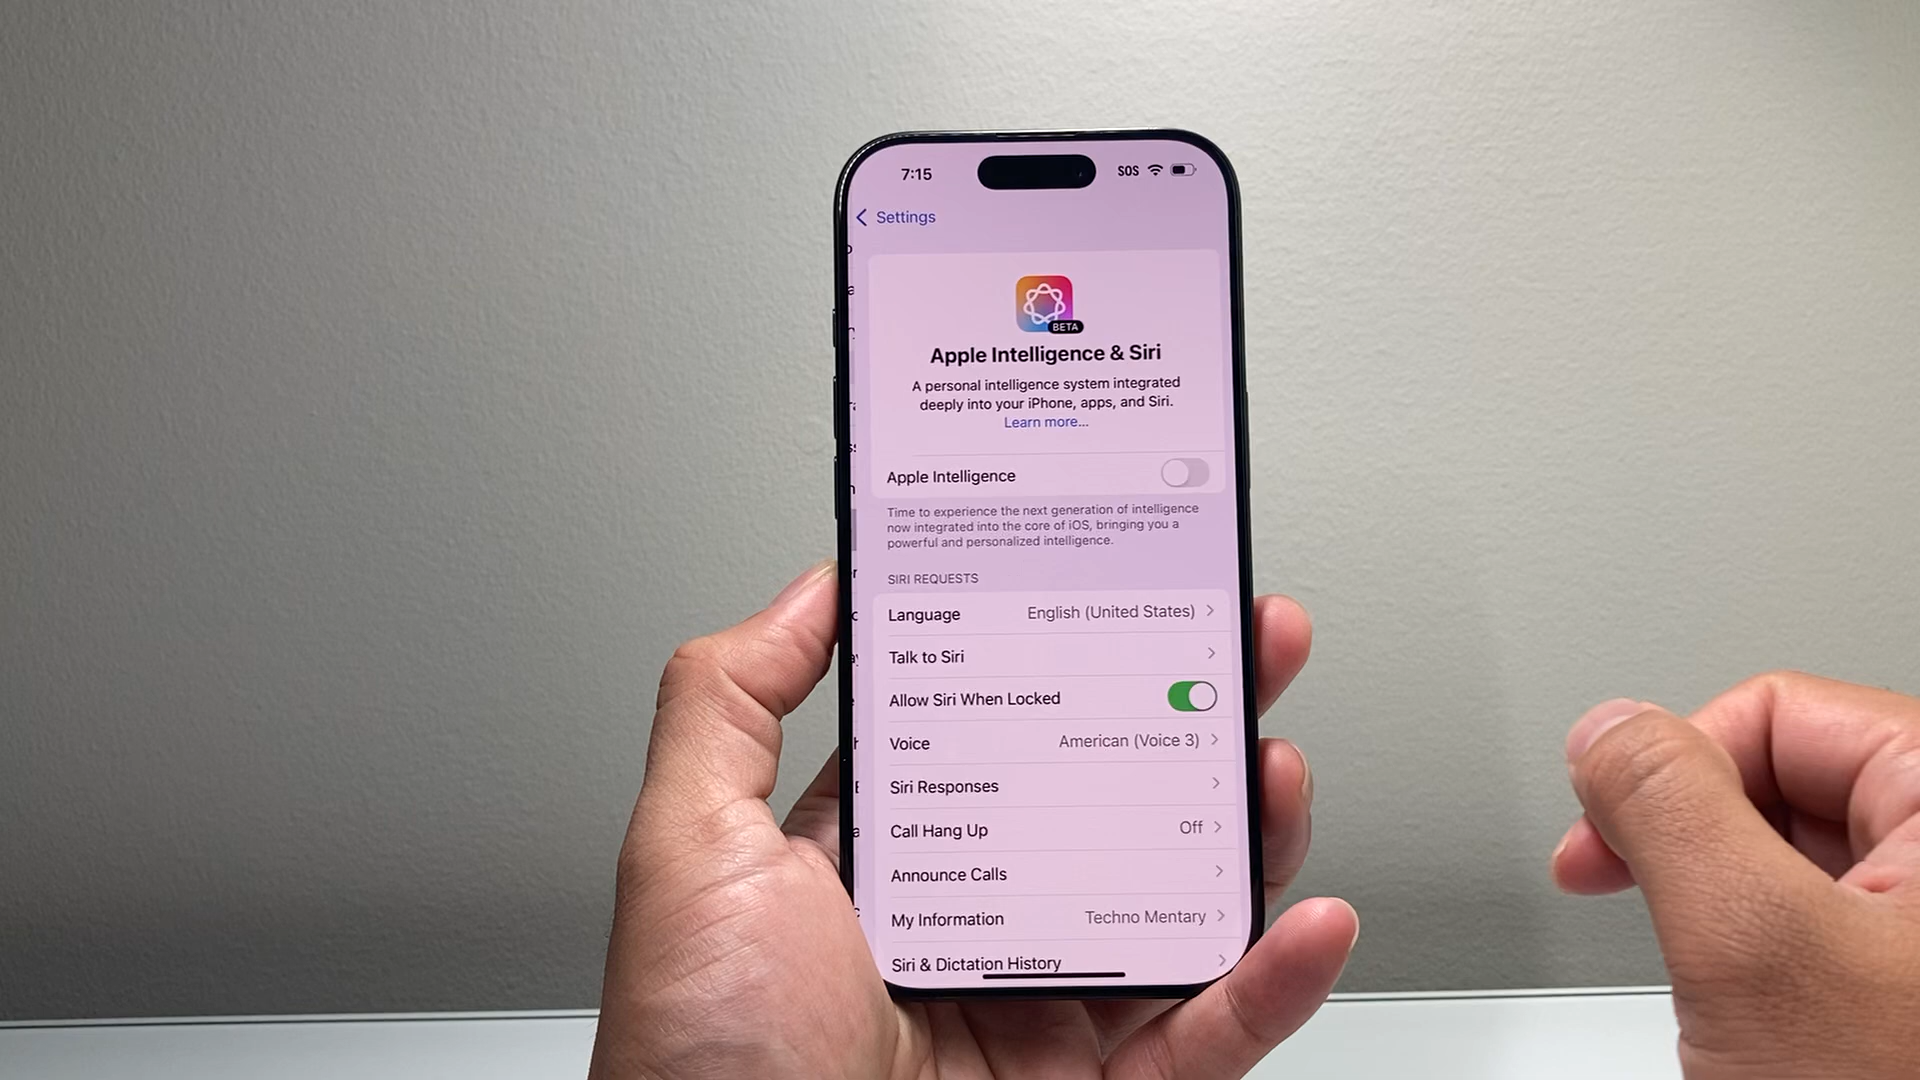 7:15
SOS
Settings
BETA
Apple Intelligence & Siri
A personal intelligence system integrated
deeply into your iPhone, apps, and Siri.
Learn more...
Apple Intelligence
Time to experience the next generation of intelligence
now integrated into the core of iOS, bringing you a
powerful and personalized intelligence.
SIRI REQUESTS
Language English (United States)
Talk to Siri
Allow Siri When Locked
Voice American (Voice 3)
Siri Responses
Call Hang Up Off
Announce Calls
My Information Techno Mentary
Siri & Dictation History